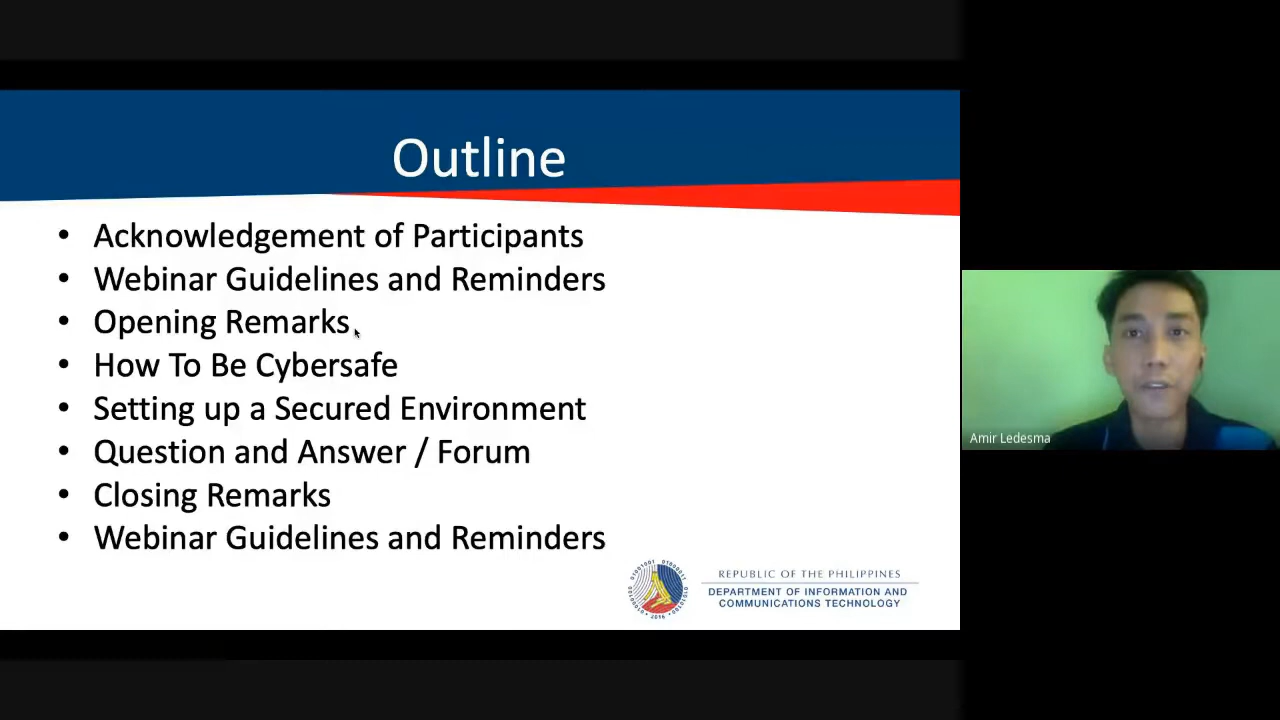 Outline
• Acknowledgement of Participants
• Webinar Guidelines and Reminders
• Opening Remarks
• How To Be Cybersafe
• Setting up a Secured Environment
• Question and Answer / Forum
• Closing Remarks
• Webinar Guidelines and Reminders
REPUBLIC OF THE PHILIPPINES
DEPARTMENT OF INFORMATION AND
COMMUNICATIONS TECHNOLOGY
Amir Ledesma